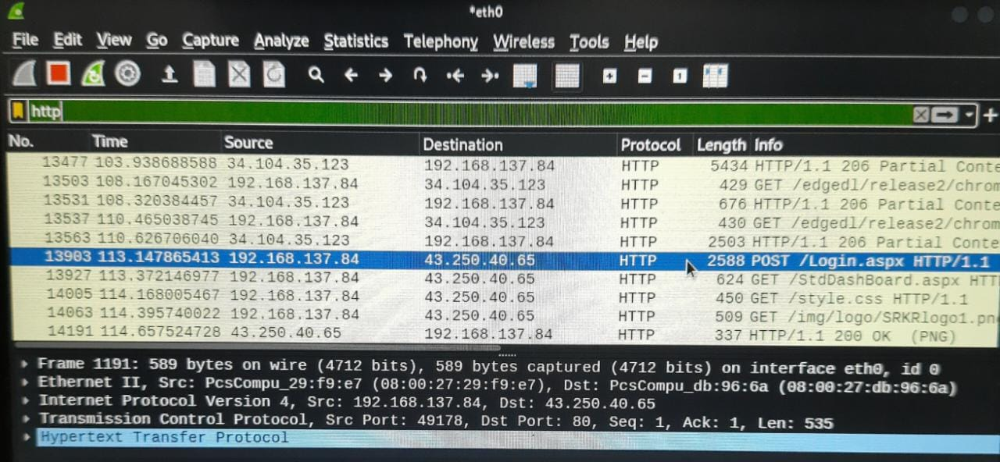 *eth0
File Edit View Go Capture Analyze Statistics Telephony Wireless Tools Help
http
No. Time Source Destination Protocol Length Info
13477 103.938688588 34.104.35.123 192.168.137.84 HTTP 5434 HTTP/1.1 206 Partial Conte
13503 108.167045302 192.168.137.84 34.104.35.123 HTTP 429 GET /edgedl/release2/chrom
13531 108.320384457 34.104.35.123 192.168.137.84 HTTP 676 HTTP/1.1 206 Partial Conte
13537 110.465038745 192.168.137.84 34.104.35.123 HTTP 430 GET /edgedl/release2/chrom
13563 110.626706040 34.104.35.123 192.168.137.84 HTTP 2503 HTTP/1.1 206 Partial Conte
13903 113.147865413 192.168.137.84 43.250.40.65 HTTP 2588 POST /Login.aspx HTTP/1.1
13927 113.372146977 192.168.137.84 43.250.40.65 HTTP 624 GET /StdDashBoard.aspx HTT
14005 114.168005467 192.168.137.84 43.250.40.65 HTTP 450 GET /style.css HTTP/1.1
14063 114.395740022 192.168.137.84 43.250.40.65 HTTP 509 GET /img/logo/SRKRlogo1.pn
14191 114.657524728 43.250.40.65 192.168.137.84 HTTP 337 HTTP/1.1 200 OK (PNG)
Frame 1191: 589 bytes on wire (4712 bits), 589 bytes captured (4712 bits) on interface eth0, id 0
Ethernet II, Src: PcsCompu_29:f9:e7 (08:00:27:29:f9:e7), Dst: PcsCompu_db:96:6a (08:00:27:db:96:6a)
Internet Protocol Version 4, Src: 192.168.137.84, Dst: 43.250.40.65
Transmission Control Protocol, Src Port: 49178, Dst Port: 80, Seq: 1, Ack: 1, Len: 535
Hypertext Transfer Protocol